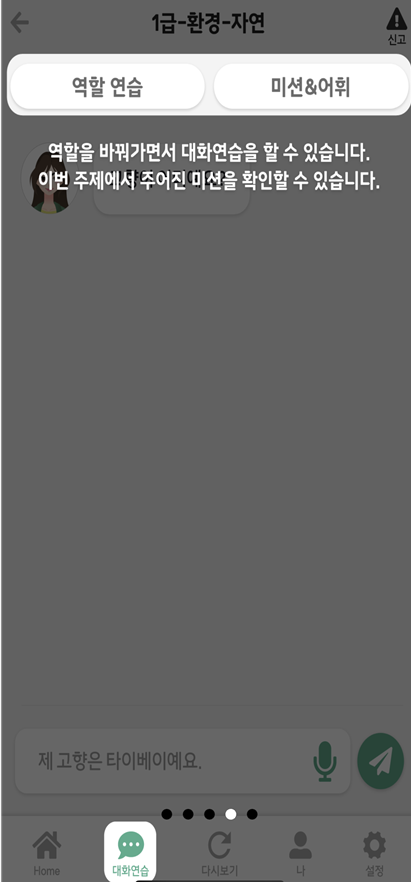 1급-환경-자연
신고
역할 연습
미션&어휘
역할을 바꿔가면서 대화연습을 할 수 있습니다.
이번 주제에서 주어진 미션을 확인할 수 있습니다.
제 고향은 타이베이예요.
Home
대화연습
다시보기
나
설정